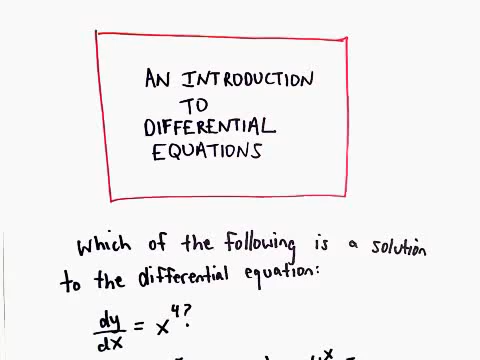 AN INTRODUCTION
TO
DIFFERENTIAL
EQUATIONS
Which of the following is a solution
to the differential equation:
dy/dx = x^4?